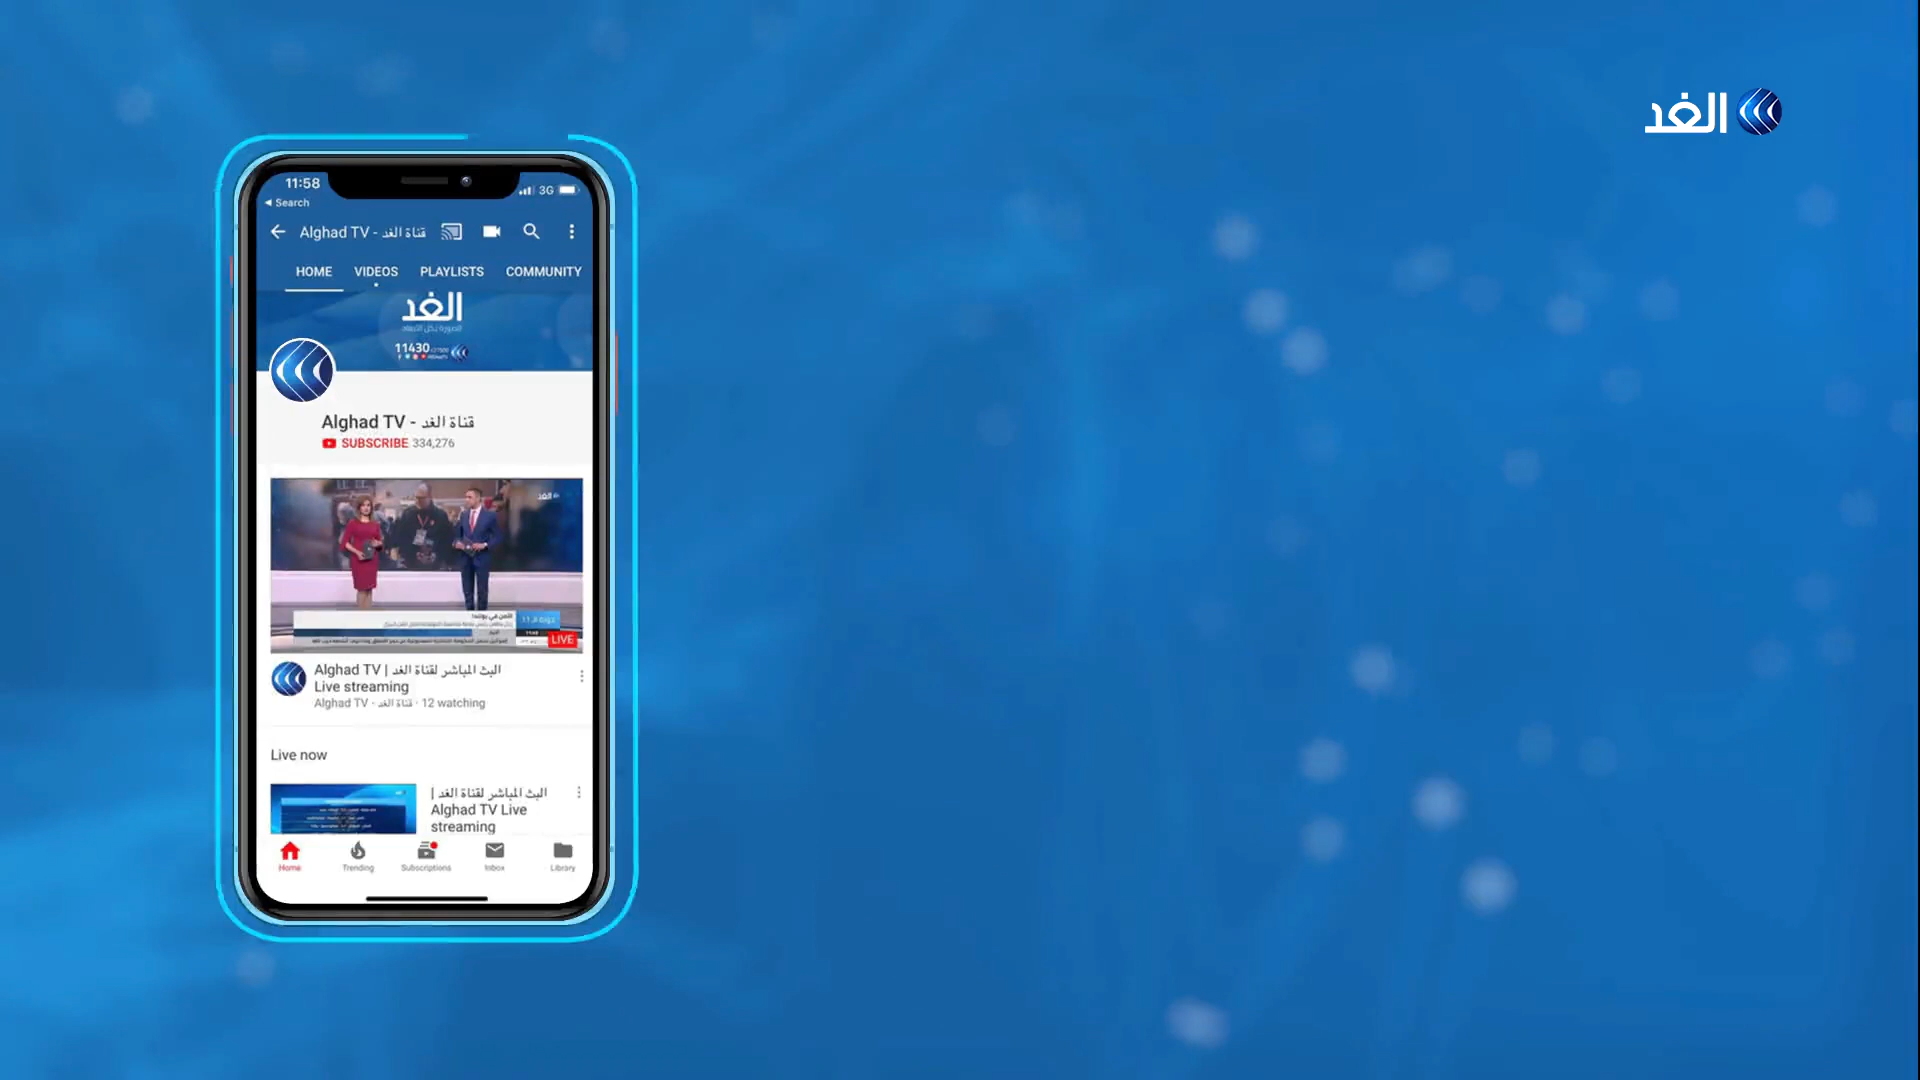 الغد
11:58
3G
Search
Alghad TV - قناة الغد
HOME VIDEOS PLAYLISTS COMMUNITY
الغد
11430
Alghad TV - قناة الغد
SUBSCRIBE 334,276
الغد
LIVE
البث المباشر لقناة الغد | Alghad TV
Live streaming
Alghad TV - قناة الغد · 12 watching
Live now
البث المباشر لقناة الغد |
Alghad TV Live
streaming
Home Trending Subscriptions Inbox Library